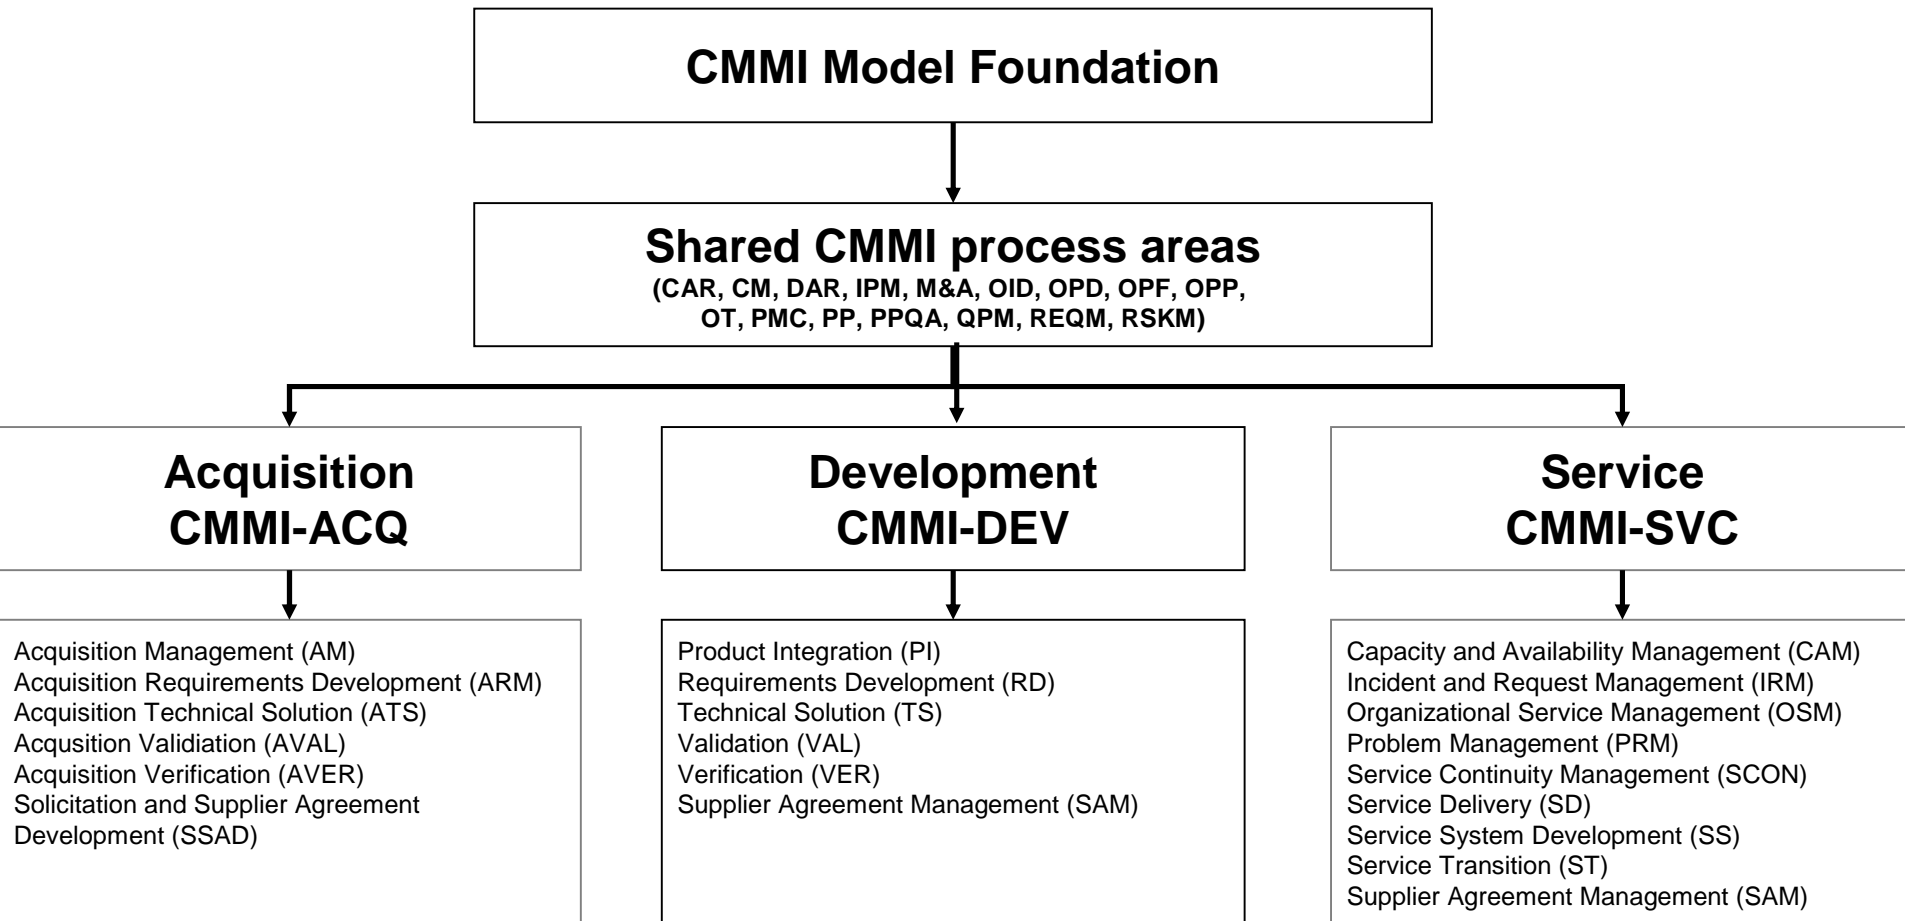 CMMI Model Foundation
Shared CMMI process areas
(CAR, CM, DAR, IPM, M&A, OID, OPD, OPF, OPP,
OT, PMC, PP, PPQA, QPM, REQM, RSKM)
Acquisition
CMMI-ACQ
Development
CMMI-DEV
Service
CMMI-SVC
Acquisition Management (AM)
Acquisition Requirements Development (ARM)
Acquisition Technical Solution (ATS)
Acqusition Validiation (AVAL)
Acquisition Verification (AVER)
Solicitation and Supplier Agreement
Development (SSAD)
Product Integration (PI)
Requirements Development (RD)
Technical Solution (TS)
Validation (VAL)
Verification (VER)
Supplier Agreement Management (SAM)
Capacity and Availability Management (CAM)
Incident and Request Management (IRM)
Organizational Service Management (OSM)
Problem Management (PRM)
Service Continuity Management (SCON)
Service Delivery (SD)
Service System Development (SS)
Service Transition (ST)
Supplier Agreement Management (SAM)